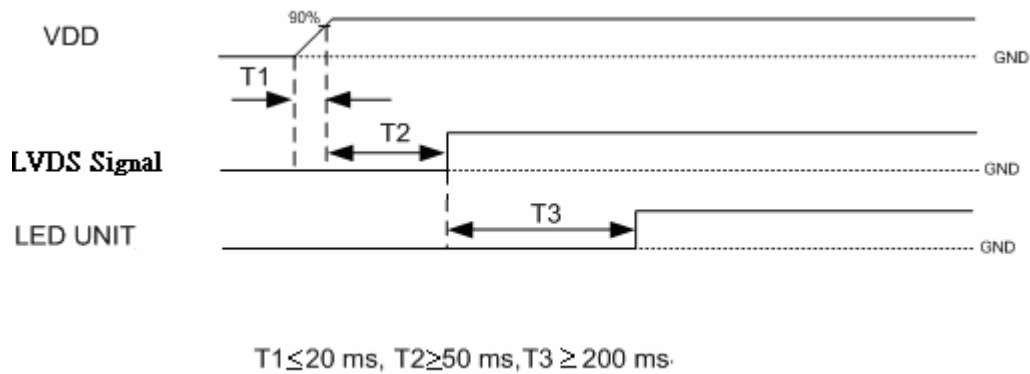 90%
VDD
GND
T1
T2
LVDS Signal
GND
T3
LED UNIT
GND
T1≤20 ms, T2≥50 ms,T3 ≥ 200 ms.